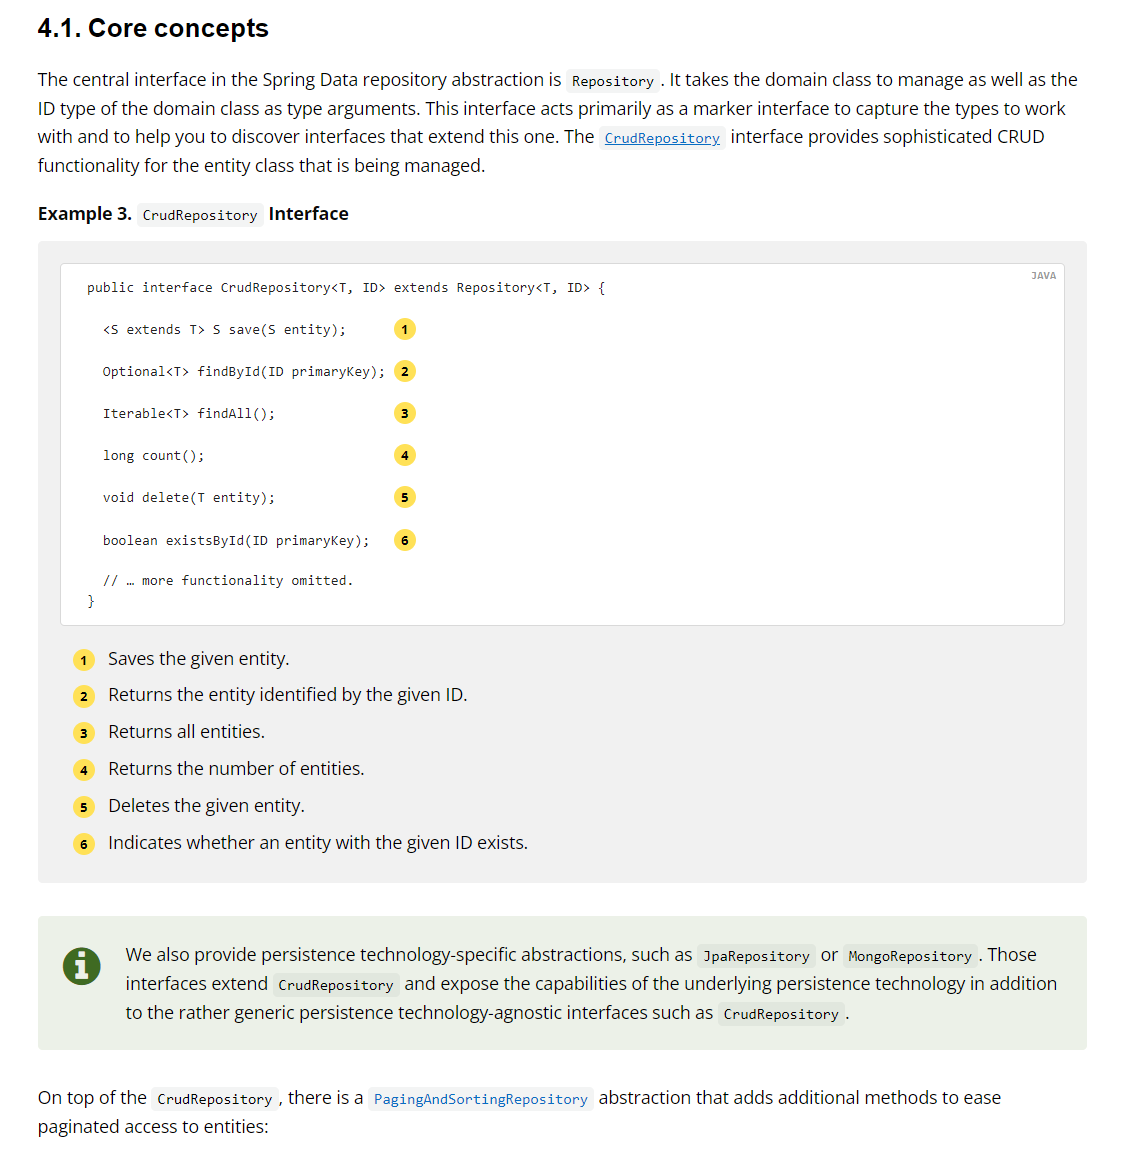 4.1. Core concepts
The central interface in the Spring Data repository abstraction is Repository. It takes the domain class to manage as well as the
ID type of the domain class as type arguments. This interface acts primarily as a marker interface to capture the types to work
with and to help you to discover interfaces that extend this one. The CrudRepository interface provides sophisticated CRUD
functionality for the entity class that is being managed.
Example 3. CrudRepository Interface
JAVA
public interface CrudRepository<T, ID> extends Repository<T, ID> {
<S extends T> S save(S entity); 1
Optional<T> findById(ID primaryKey); 2
Iterable<T> findAll(); 3
long count(); 4
void delete(T entity); 5
boolean existsById(ID primaryKey); 6
// … more functionality omitted.
}
1 Saves the given entity.
2 Returns the entity identified by the given ID.
3 Returns all entities.
4 Returns the number of entities.
5 Deletes the given entity.
6 Indicates whether an entity with the given ID exists.
We also provide persistence technology-specific abstractions, such as JpaRepository or MongoRepository. Those
interfaces extend CrudRepository and expose the capabilities of the underlying persistence technology in addition
to the rather generic persistence technology-agnostic interfaces such as CrudRepository.
On top of the CrudRepository, there is a PagingAndSortingRepository abstraction that adds additional methods to ease
paginated access to entities: